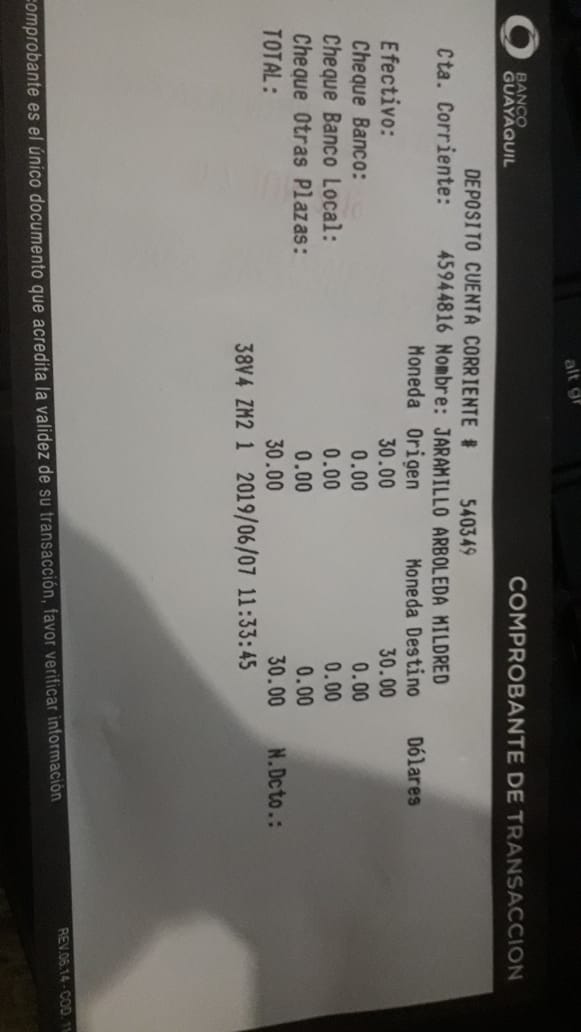 BANCO
GUAYAQUIL
COMPROBANTE DE TRANSACCION
DEPOSITO CUENTA CORRIENTE # 540349
Cta. Corriente: 45944816 Nombre: JARAMILLO ARBOLEDA MILDRED
Moneda Origen Moneda Destino Dólares
Efectivo: 30.00 30.00
Cheque Banco: 0.00 0.00
Cheque Banco Local: 0.00 0.00
Cheque Otras Plazas: 0.00 0.00
TOTAL: 30.00 30.00 N.Dcto.:
38V4 ZM2 1 2019/06/07 11:33:45
comprobante es el único documento que acredita la validez de su transacción, favor verificar información
REV.06.14 - COD.
alt gr